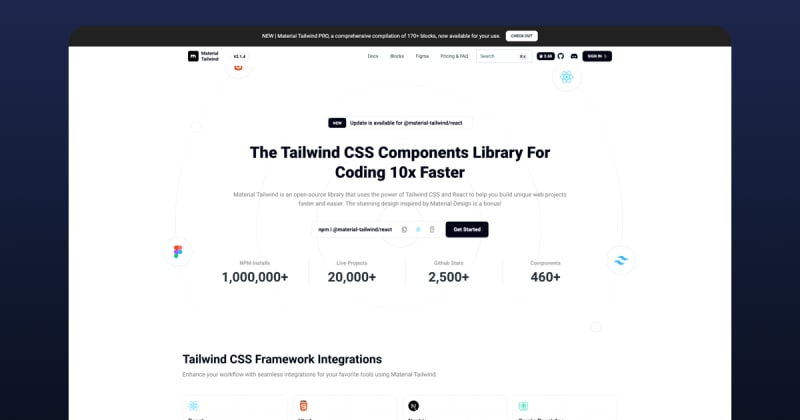 NEW | Material Tailwind PRO, a comprehensive compilation of 170+ blocks, now available for your use. CHECK OUT
m Material Tailwind V2.1.4 Docs Blocks Figma Pricing & FAQ Search ⌘K SIGN IN
NEW Update is available for @material-tailwind/react
The Tailwind CSS Components Library For
Coding 10x Faster
Material Tailwind is an open-source library that uses the power of Tailwind CSS and React to help you build unique web projects
faster and easier. The stunning design inspired by Material Design is a bonus!
npm i @material-tailwind/react Get Started
NPM Installs Live Projects Github Stars Components
1,000,000+ 20,000+ 2,500+ 460+
Tailwind CSS Framework Integrations
Enhance your workflow with seamless integrations for your favorite tools using Material Tailwind.